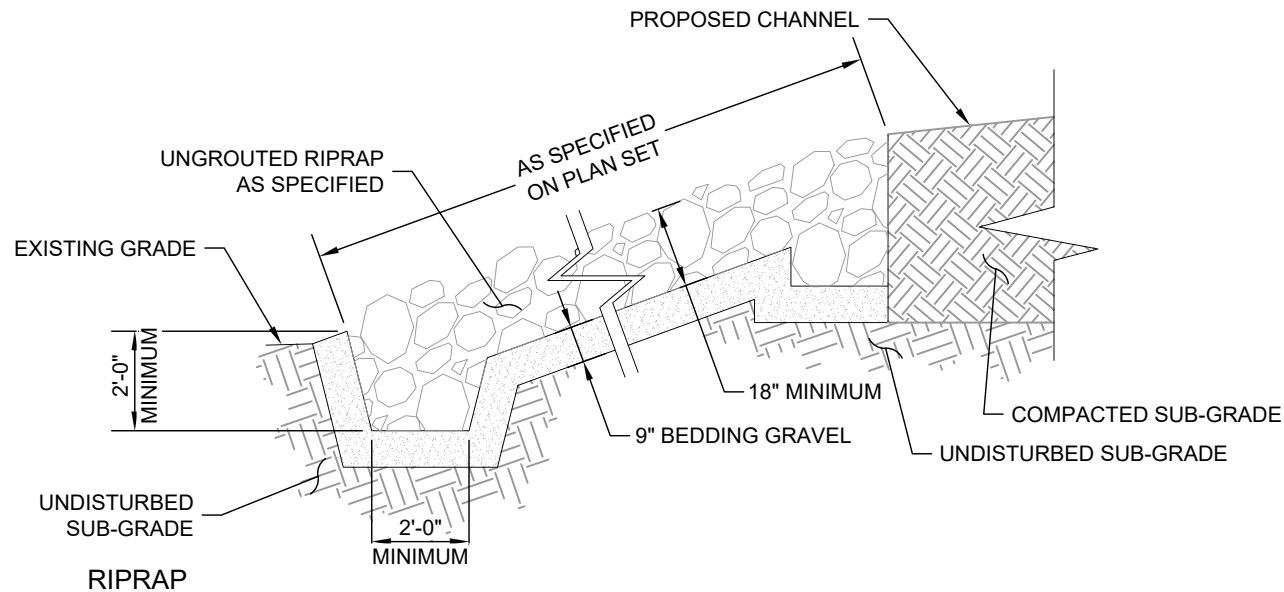 PROPOSED CHANNEL
AS SPECIFIED
ON PLAN SET
UNGROUTED RIPRAP
AS SPECIFIED
EXISTING GRADE
2'-0"
MINIMUM
18" MINIMUM
9" BEDDING GRAVEL
COMPACTED SUB-GRADE
UNDISTURBED SUB-GRADE
UNDISTURBED
SUB-GRADE
2'-0"
MINIMUM
RIPRAP